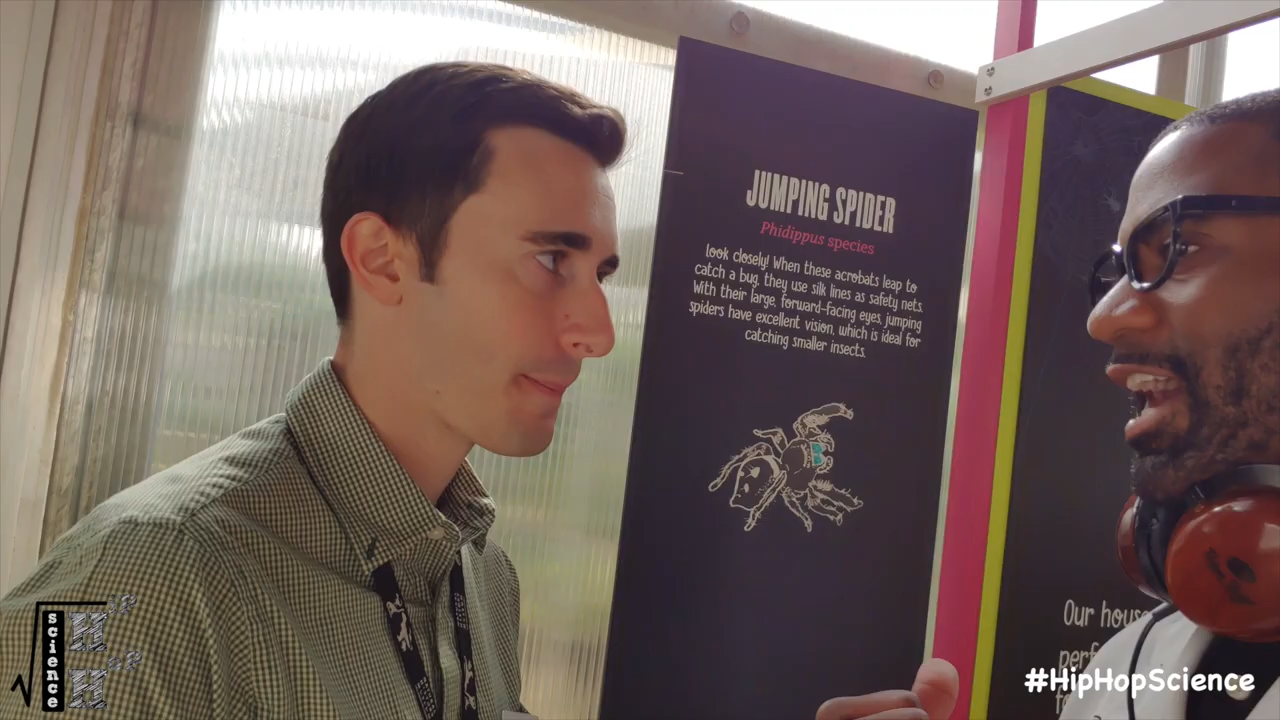 JUMPING SPIDER
Phidippus species
look closely! When these acrobats leap to
catch a bug, they use silk lines as safety nets.
With their large, forward-facing eyes, jumping
spiders have excellent vision, which is ideal for
catching smaller insects.
Our
#HipHopScience
science
H
H